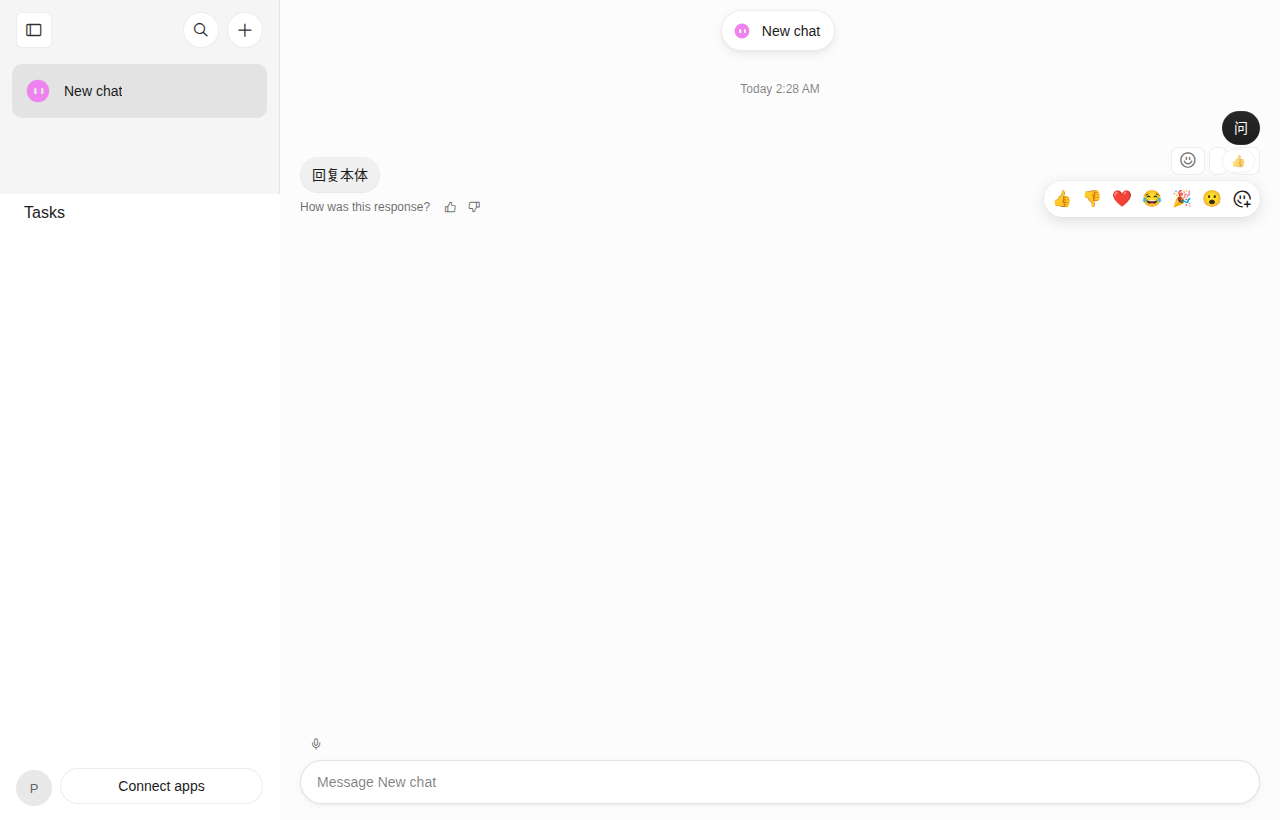 New chat
New chat
Today 2:28 AM
问
回复本体
How was this response?
Tasks
P
Connect apps
Message New chat